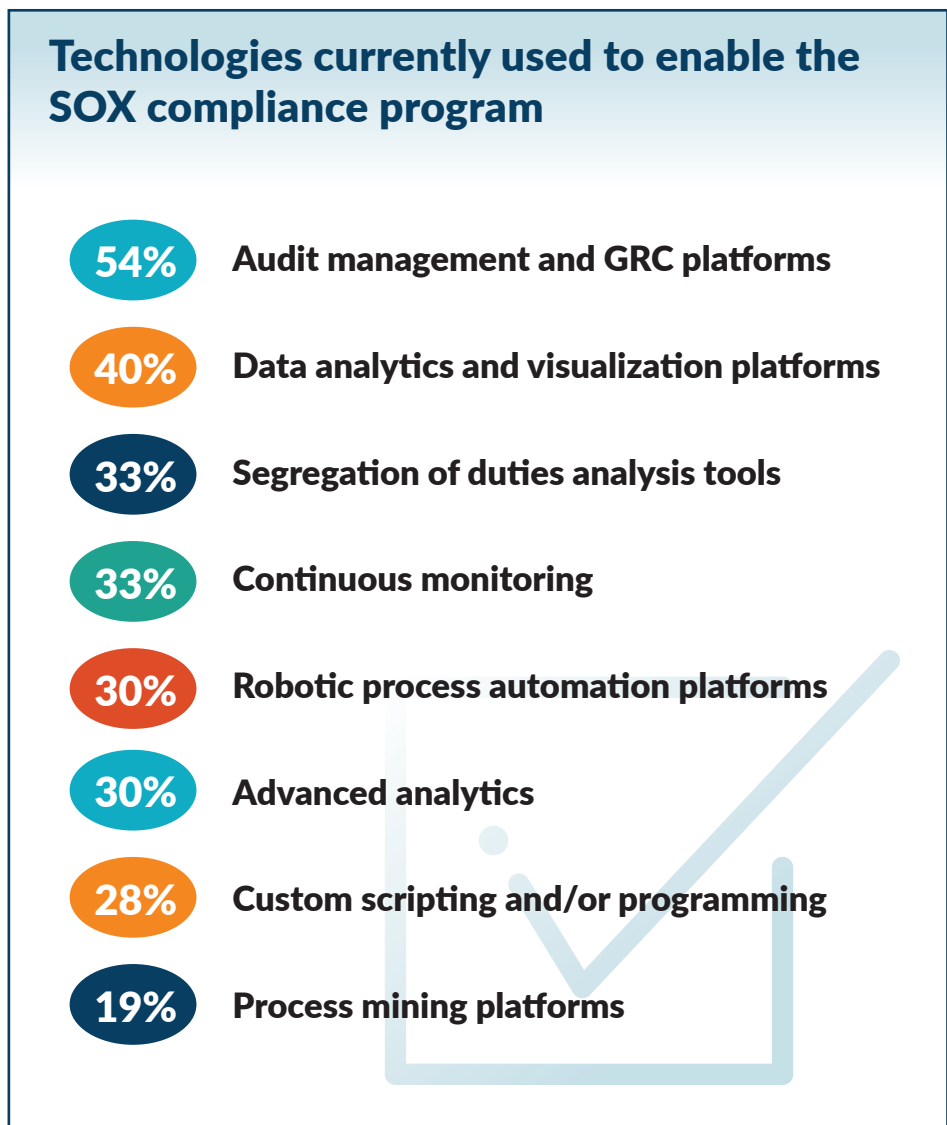 Technologies currently used to enable the
SOX compliance program
54% Audit management and GRC platforms
40% Data analytics and visualization platforms
33% Segregation of duties analysis tools
33% Continuous monitoring
30% Robotic process automation platforms
30% Advanced analytics
28% Custom scripting and/or programming
19% Process mining platforms